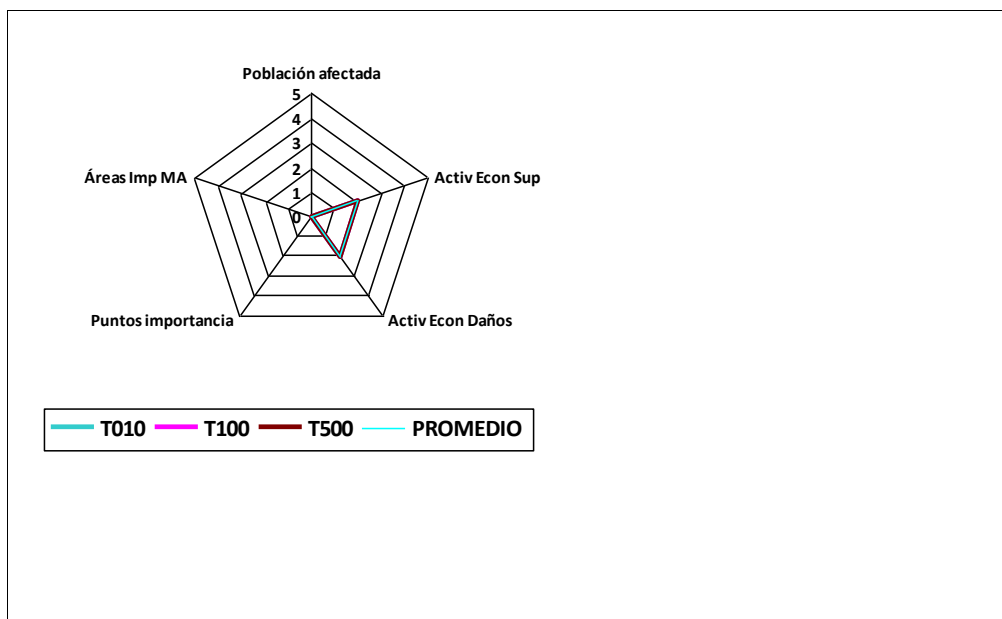 Población afectada
5
4
3
2
1
0
Áreas Imp MA
Activ Econ Sup
Puntos importancia
Activ Econ Daños
T010 T100 T500 PROMEDIO